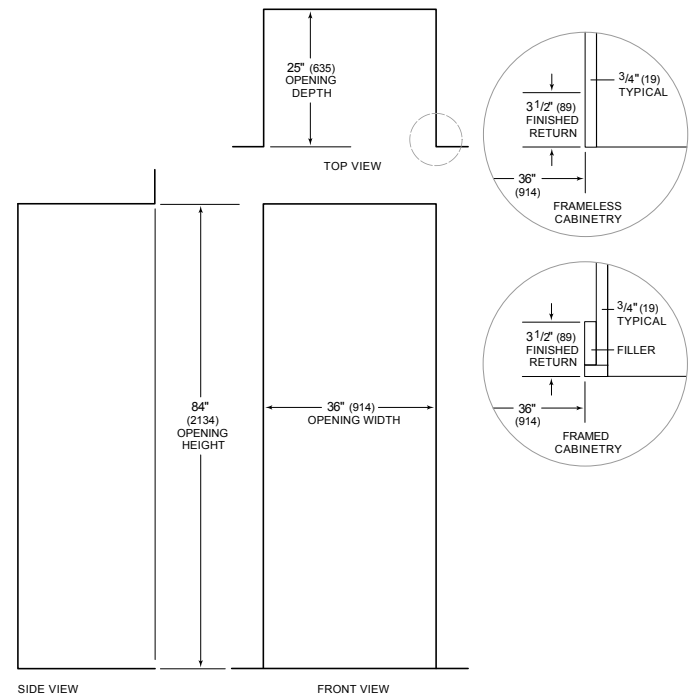 25" (635)
OPENING
DEPTH
TOP VIEW
3/4" (19)
TYPICAL
3 1/2" (89)
FINISHED
RETURN
36"
(914)
FRAMELESS
CABINETRY
3/4" (19)
TYPICAL
3 1/2" (89)
FINISHED
RETURN
FILLER
36"
(914)
FRAMED
CABINETRY
84"
(2134)
OPENING
HEIGHT
36" (914)
OPENING WIDTH
SIDE VIEW
FRONT VIEW